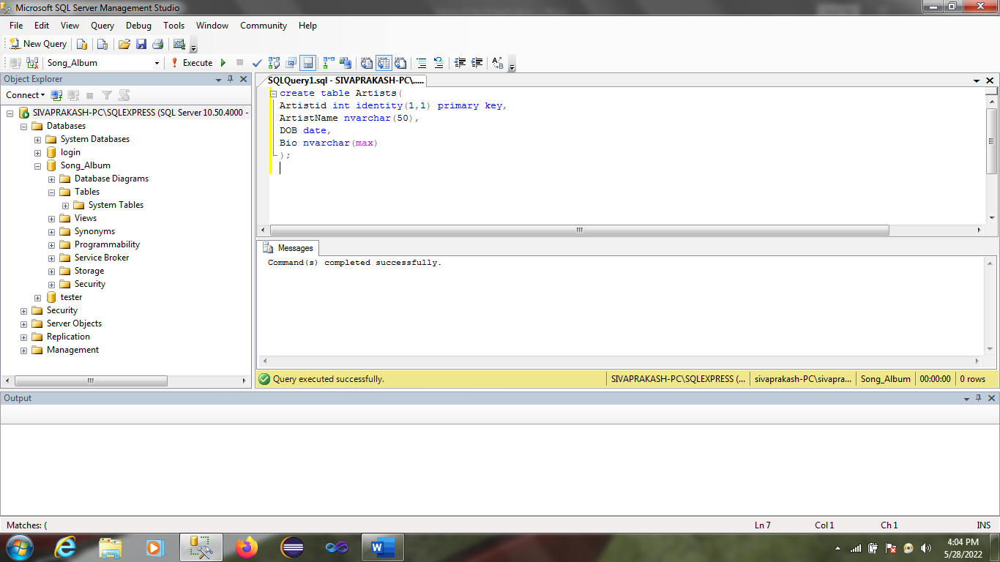 Microsoft SQL Server Management Studio
File Edit View Query Debug Tools Window Community Help
New Query
Song_Album Execute
Object Explorer
Connect
SIVAPRAKASH-PC\SQLEXPRESS (SQL Server 10.50.4000 -
Databases
System Databases
login
Song_Album
Database Diagrams
Tables
System Tables
Views
Synonyms
Programmability
Service Broker
Storage
Security
tester
Security
Server Objects
Replication
Management
SQLQuery1.sql - SIVAPRAKASH-PC\.....
create table Artists(
Artistid int identity(1,1) primary key,
ArtistName nvarchar(50),
DOB date,
Bio nvarchar(max)
);
Messages
Command(s) completed successfully.
Query executed successfully. SIVAPRAKASH-PC\SQLEXPRESS (... sivaprakash-PC\sivapra... Song_Album 00:00:00 0 rows
Output
Matches: ( Ln 7 Col 1 Ch 1 INS
4:04 PM
5/28/2022